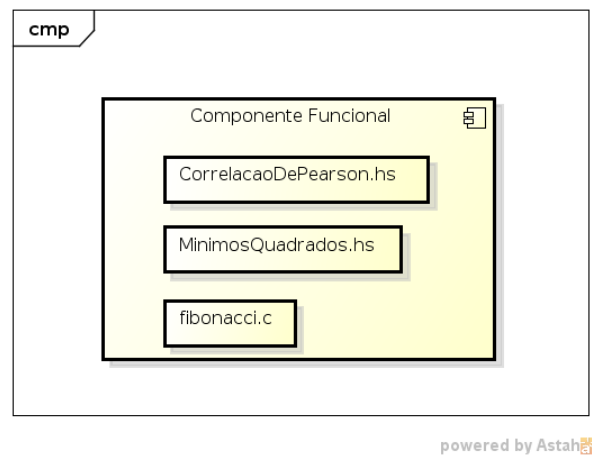 cmp
Componente Funcional
CorrelacaoDePearson.hs
MinimosQuadrados.hs
fibonacci.c
powered by Astah